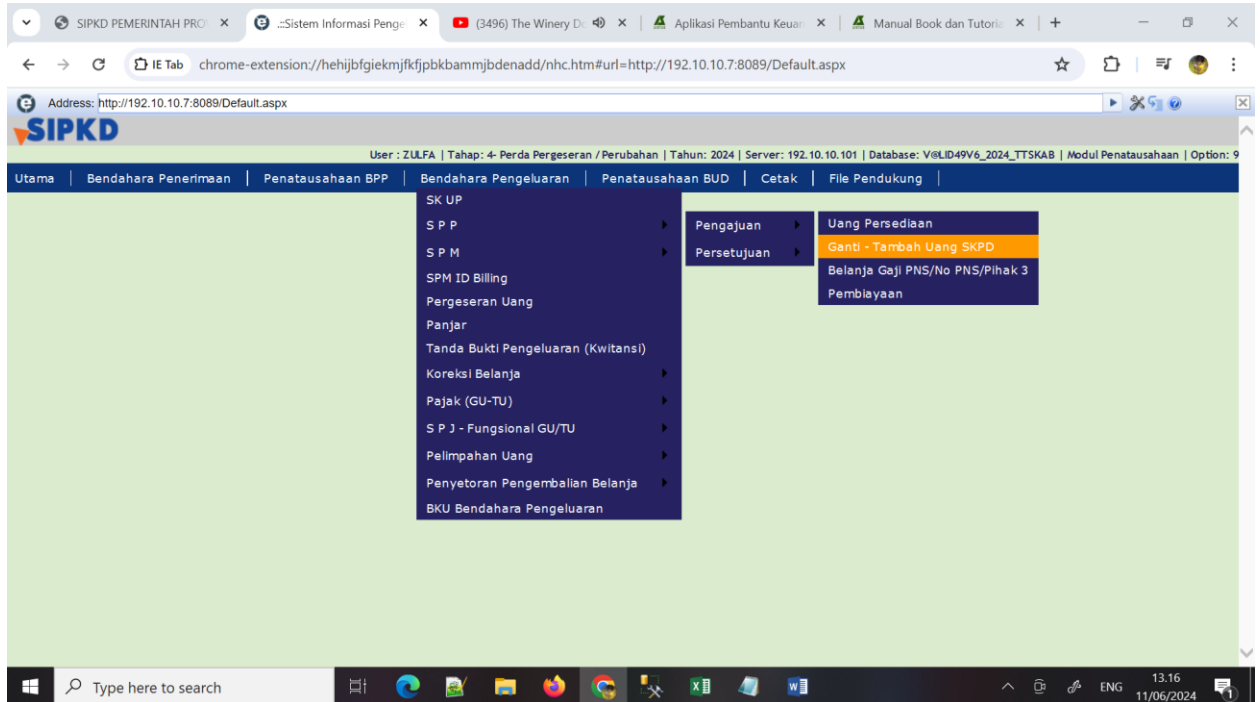 SIPKD PEMERINTAH PRO
.::Sistem Informasi Penge
(3496) The Winery Do
Aplikasi Pembantu Keuan
Manual Book dan Tutoria
IE Tab
chrome-extension://hehijbfgiekmjfkfjpbkbammjbdenadd/nhc.htm#url=http://192.10.10.7:8089/Default.aspx
Address: http://192.10.10.7:8089/Default.aspx
SIPKD
User : ZULFA | Tahap: 4- Perda Pergeseran / Perubahan | Tahun: 2024 | Server: 192.10.10.101 | Database: V@LID49V6_2024_TTSKAB | Modul Penatausahaan | Option: 9
Utama | Bendahara Penerimaan | Penatausahaan BPP | Bendahara Pengeluaran | Penatausahaan BUD | Cetak | File Pendukung |
SK UP
S P P
S P M
SPM ID Billing
Pergeseran Uang
Panjar
Tanda Bukti Pengeluaran (Kwitansi)
Koreksi Belanja
Pajak (GU-TU)
S P J - Fungsional GU/TU
Pelimpahan Uang
Penyetoran Pengembalian Belanja
BKU Bendahara Pengeluaran
Pengajuan
Persetujuan
Uang Persediaan
Ganti - Tambah Uang SKPD
Belanja Gaji PNS/No PNS/Pihak 3
Pembiayaan
Type here to search
ENG
13.16
11/06/2024
1